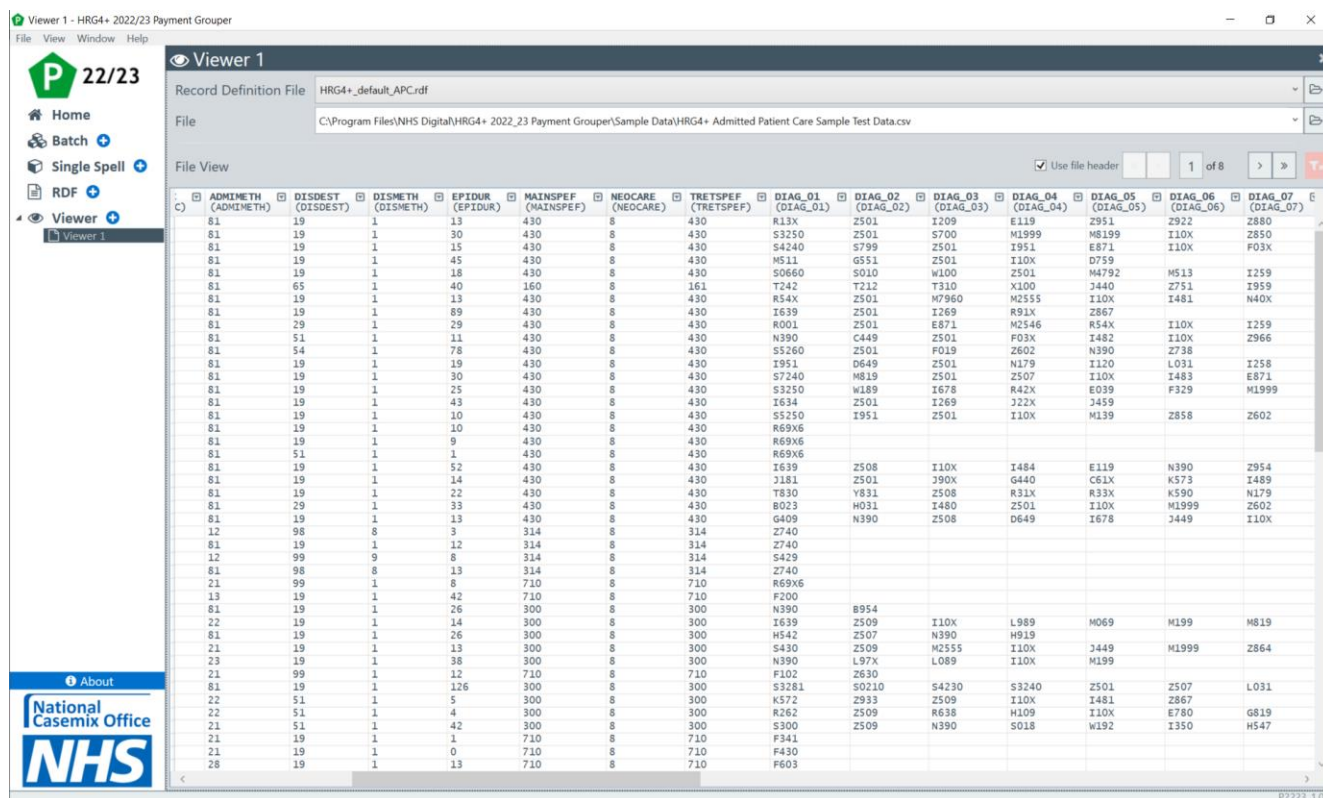 Viewer 1 - HRG4+ 2022/23 Payment Grouper
File View Window Help
P 22/23
Home
Batch
Single Spell
RDF
Viewer
Viewer 1
Viewer 1
Record Definition File HRG4+_default_APC.rdf
File C:\Program Files\NHS Digital\HRG4+ 2022_23 Payment Grouper\Sample Data\HRG4+ Admitted Patient Care Sample Test Data.csv
File View Use file header 1 of 8
ADMIMETH DISDEST DISMETH EPIDUR MAINSPEF NEOCARE TRETSPEF DIAG_01 DIAG_02 DIAG_03 DIAG_04 DIAG_05 DIAG_06 DIAG_07
C) (ADMIMETH) (DISDEST) (DISMETH) (EPIDUR) (MAINSPEF) (NEOCARE) (TRETSPEF) (DIAG_01) (DIAG_02) (DIAG_03) (DIAG_04) (DIAG_05) (DIAG_06) (DIAG_07)
81 19 1 13 430 8 430 R13X Z501 I209 E119 Z951 Z922 Z880
81 19 1 30 430 8 430 S3250 Z501 S700 M1999 M8199 I10X Z850
81 19 1 15 430 8 430 S4240 S799 Z501 I951 E871 I10X F03X
81 19 1 45 430 8 430 M511 G551 Z501 I10X D759
81 19 1 18 430 8 430 S0660 S010 W100 Z501 M4792 M513 I259
81 65 1 40 160 8 161 T242 T212 T310 X100 J440 Z751 I959
81 19 1 13 430 8 430 R54X Z501 M7960 M2555 I10X I481 N40X
81 19 1 89 430 8 430 I639 Z501 I269 R91X Z867
81 29 1 29 430 8 430 R001 Z501 E871 M2546 R54X I10X I259
81 51 1 11 430 8 430 N390 C449 Z501 F03X I482 I10X Z966
81 54 1 78 430 8 430 S5260 Z501 F019 Z602 N390 Z738
81 19 1 19 430 8 430 I951 D649 Z501 N179 I120 L031 I258
81 19 1 30 430 8 430 S7240 M819 Z501 Z507 I10X I483 E871
81 19 1 25 430 8 430 S3250 W189 I678 R42X E039 F329 M1999
81 19 1 43 430 8 430 I634 Z501 I269 J22X J459
81 19 1 10 430 8 430 S5250 I951 Z501 I10X M139 Z858 Z602
81 19 1 10 430 8 430 R69X6
81 19 1 9 430 8 430 R69X6
81 51 1 1 430 8 430 R69X6
81 19 1 52 430 8 430 I639 Z508 I10X I484 E119 N390 Z954
81 19 1 14 430 8 430 J181 Z501 J90X G440 C61X K573 I489
81 19 1 22 430 8 430 T830 Y831 Z508 R31X R33X K590 N179
81 29 1 33 430 8 430 B023 H031 I480 Z501 I10X M1999 Z602
81 19 1 13 430 8 430 G409 N390 Z508 D649 I678 J449 I10X
12 98 8 3 314 8 314 Z740
81 19 1 12 314 8 314 Z740
12 99 9 8 314 8 314 S429
81 98 8 13 314 8 314 Z740
21 99 1 8 710 8 710 R69X6
13 19 1 42 710 8 710 F200
81 19 1 26 300 8 300 N390 B954
22 19 1 14 300 8 300 I639 Z509 I10X L989 M069 M199 M819
81 19 1 26 300 8 300 H542 Z507 N390 H919
21 19 1 13 300 8 300 S430 Z509 M2555 I10X J449 M1999 Z864
23 19 1 38 300 8 300 N390 L97X L089 I10X M199
21 99 1 12 710 8 710 F102 Z630
81 19 1 126 300 8 300 S3281 S0210 S4230 S3240 Z501 Z507 L031
22 51 1 5 300 8 300 K572 Z933 Z509 I10X I481 Z867
22 51 1 4 300 8 300 R262 Z509 R638 H109 I10X E780 G819
21 51 1 42 300 8 300 S300 Z509 N390 S018 W192 I350 H547
21 19 1 1 710 8 710 F341
21 19 1 0 710 8 710 F430
28 19 1 13 710 8 710 F603
About
National
Casemix Office
NHS